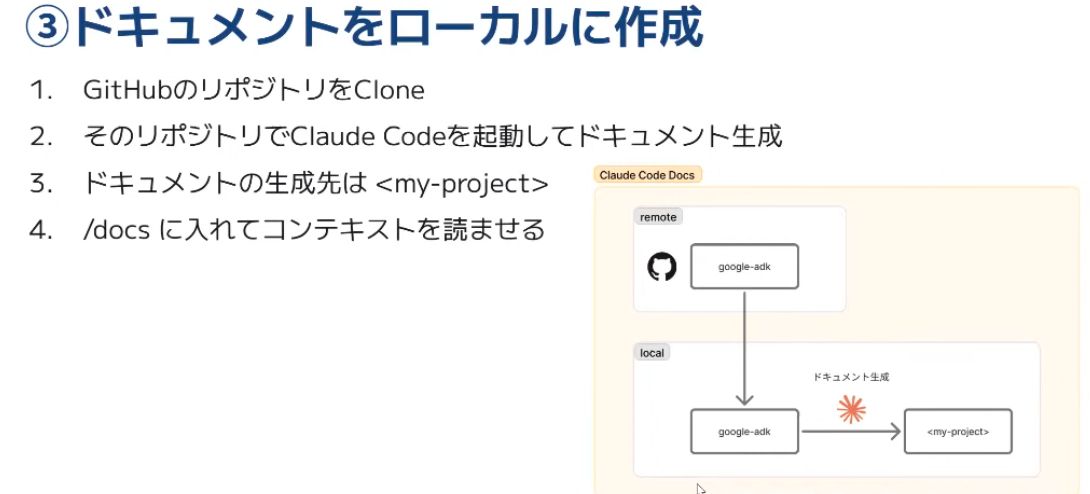 ③ドキュメントをローカルに作成
1. GitHubのリポジトリをClone
2. そのリポジトリでClaude Codeを起動してドキュメント生成
3. ドキュメントの生成先は <my-project>
4. /docs に入れてコンテキストを読ませる
Claude Code Docs
remote
google-adk
local
ドキュメント生成
google-adk
<my-project>